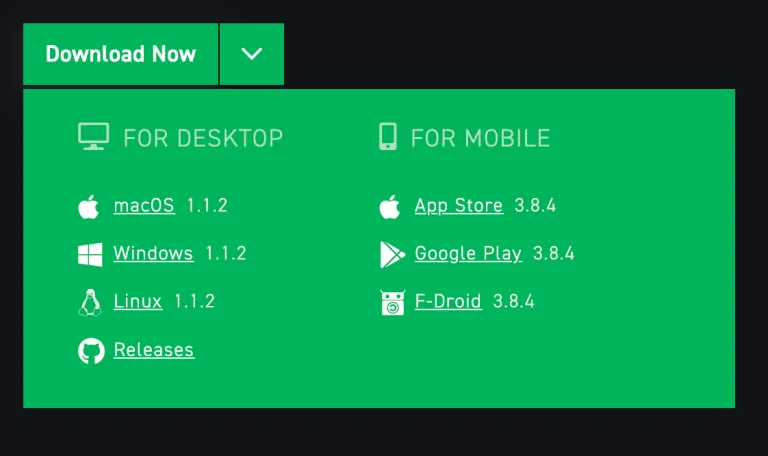 Download Now
FOR DESKTOP
macOS 1.1.2
Windows 1.1.2
Linux 1.1.2
Releases
FOR MOBILE
App Store 3.8.4
Google Play 3.8.4
F-Droid 3.8.4